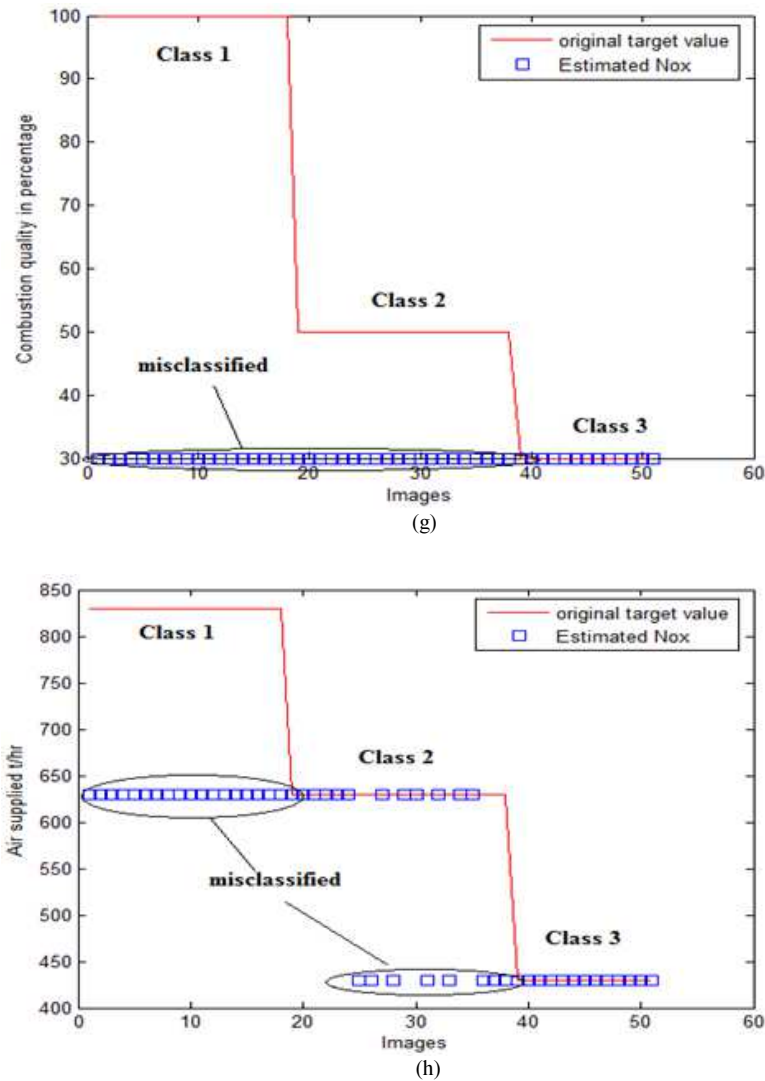 100
90
80
70
60
50
40
30
Combustion quality in percentage
Class 1
original target value
Estimated Nox
Class 2
misclassified
Class 3
0 10 20 30 40 50 60
Images
(g)
850
800
750
700
650
600
550
500
450
400
Air supplied t/hr
original target value
Estimated Nox
Class 1
Class 2
misclassified
Class 3
0 10 20 30 40 50 60
Images
(h)